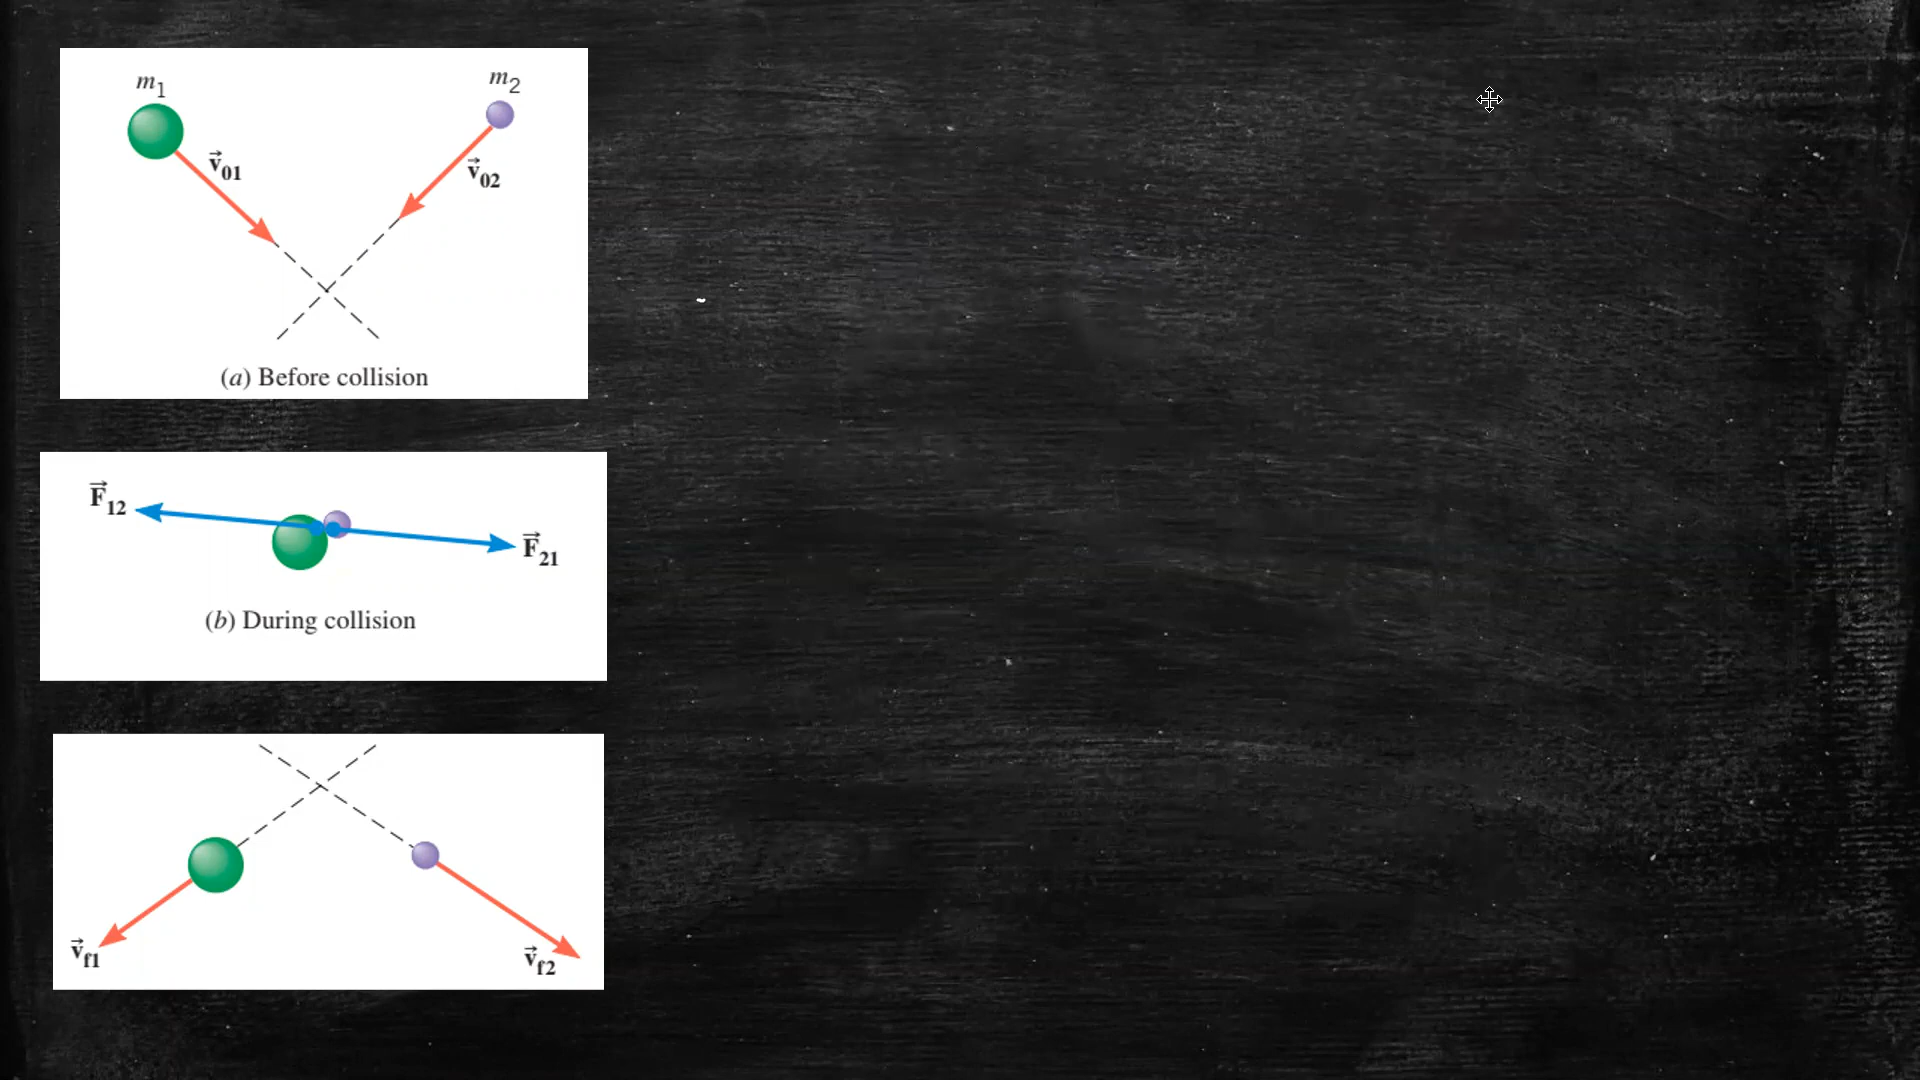 m₁
m₂
v⃗₀₁
v⃗₀₂
(a) Before collision
F⃗₁₂
F⃗₂₁
(b) During collision
v⃗f1
v⃗f2